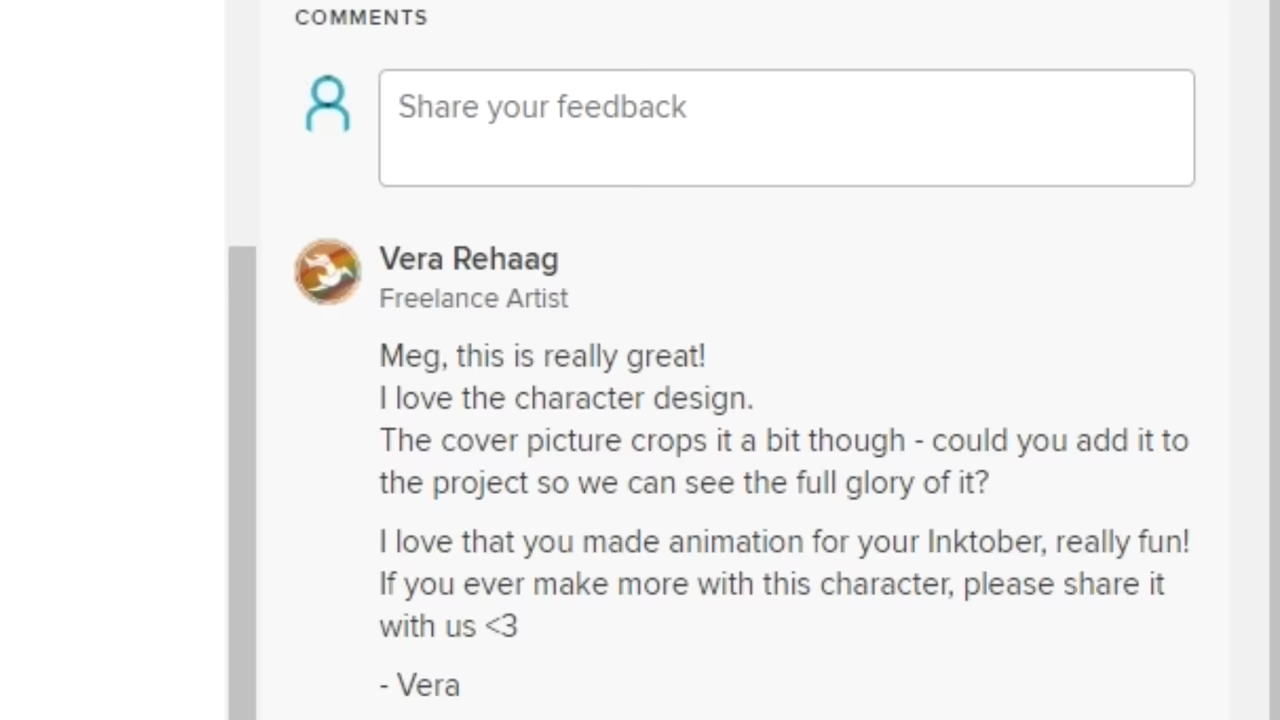 COMMENTS
Share your feedback
Vera Rehaag
Freelance Artist
Meg, this is really great!
I love the character design.
The cover picture crops it a bit though - could you add it to
the project so we can see the full glory of it?
I love that you made animation for your Inktober, really fun!
If you ever make more with this character, please share it
with us <3
- Vera